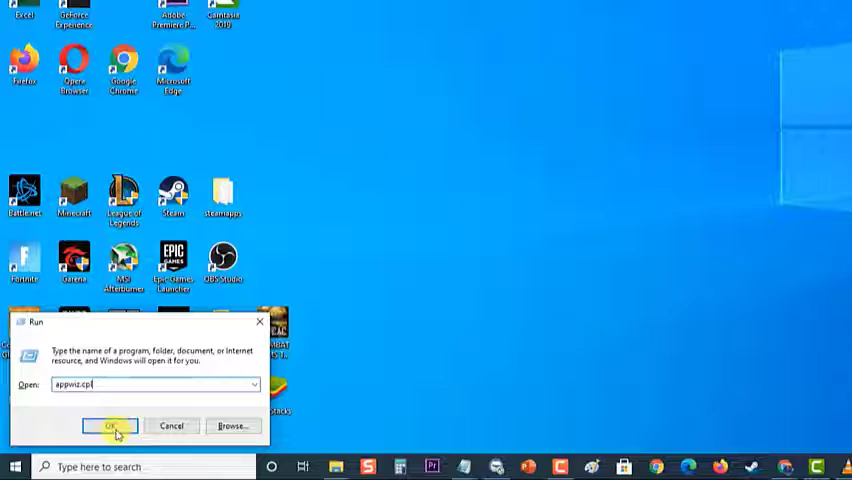 Excel
GeForce
Experience
Adobe
Premiere P...
Camtasia
2019
Firefox
Opera
Browser
Google
Chrome
Microsoft
Edge
Battle.net
Minecraft
League of
Legends
Steam
steamapps
Fortnite
Garena
MSI
Afterburner
Epic Games
Launcher
OBS Studio
Run
Type the name of a program, folder, document, or Internet
resource, and Windows will open it for you.
Open:
appwiz.cpl
OK
Cancel
Browse...
Type here to search